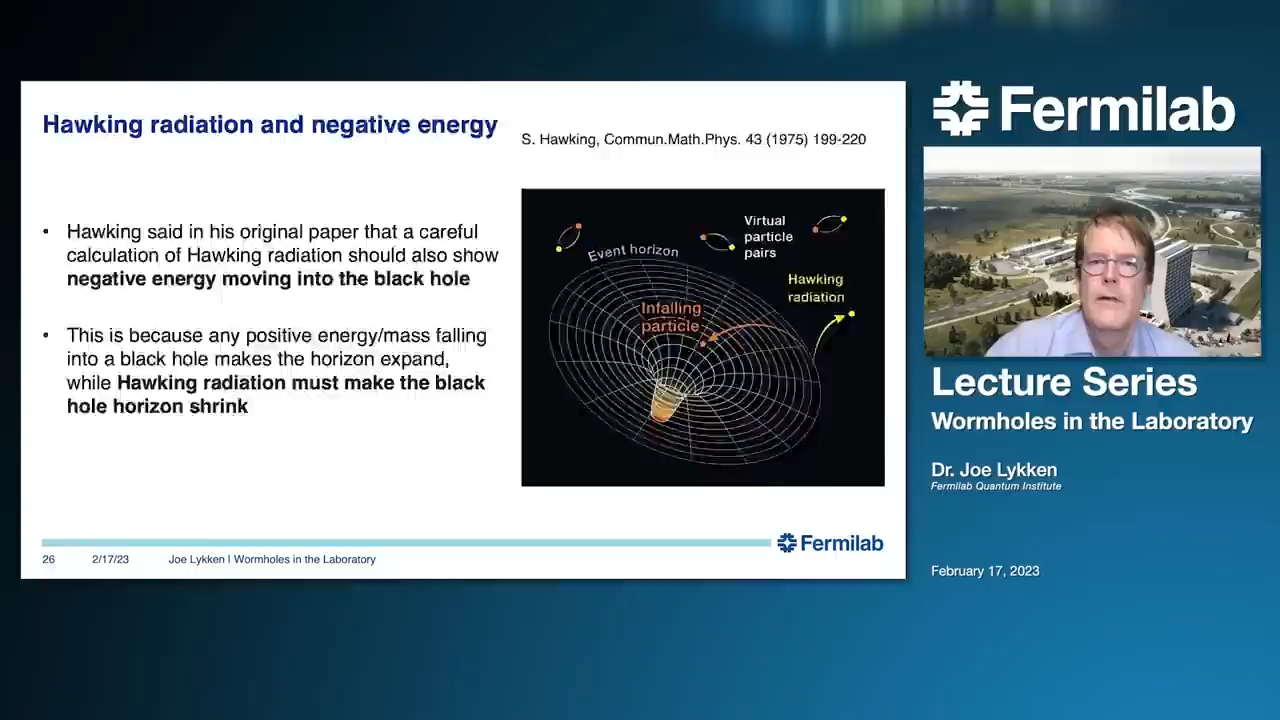 Hawking radiation and negative energy
S. Hawking, Commun.Math.Phys. 43 (1975) 199-220
• Hawking said in his original paper that a careful
calculation of Hawking radiation should also show
negative energy moving into the black hole
• This is because any positive energy/mass falling
into a black hole makes the horizon expand,
while Hawking radiation must make the black
hole horizon shrink
Virtual
particle
pairs
Event horizon
Hawking
radiation
Infalling
particle
Fermilab
26 2/17/23 Joe Lykken | Wormholes in the Laboratory
Fermilab
Lecture Series
Wormholes in the Laboratory
Dr. Joe Lykken
Fermilab Quantum Institute
February 17, 2023